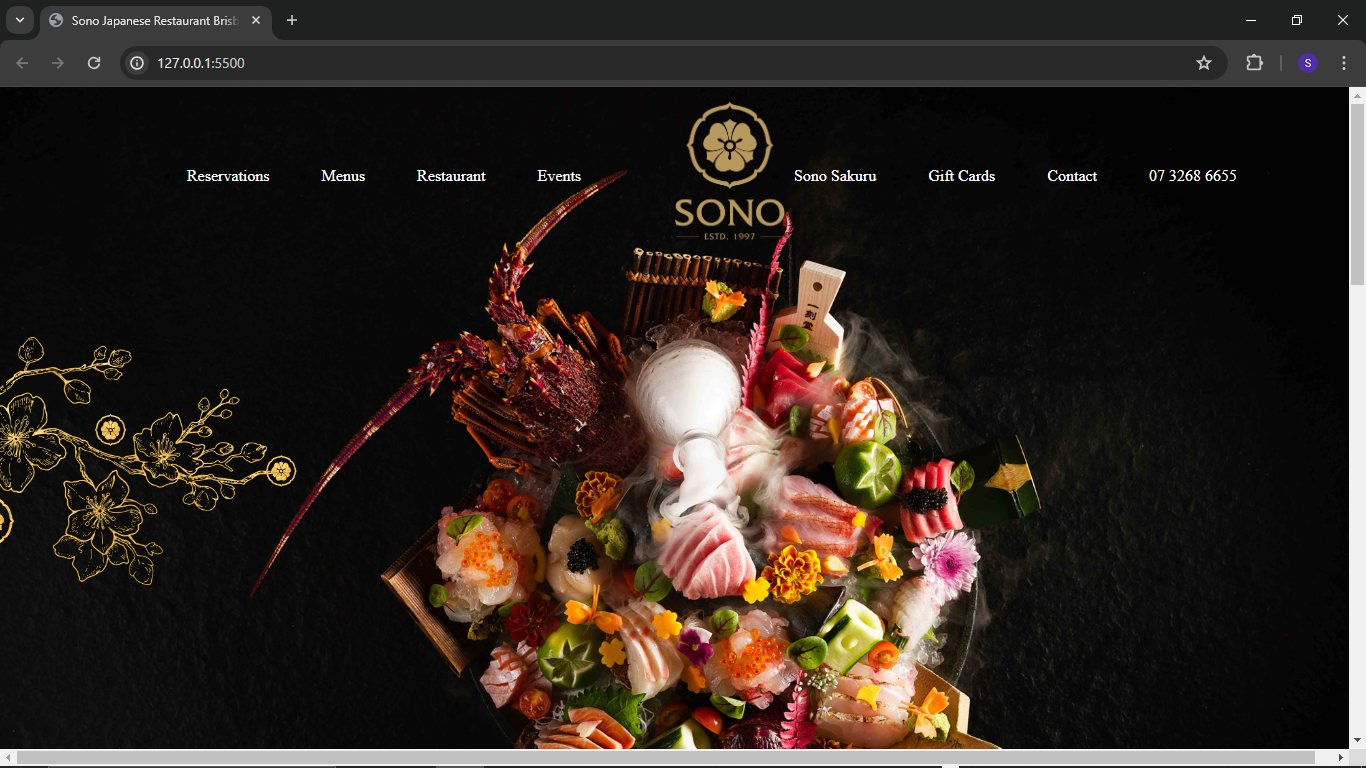 Sono Japanese Restaurant Brisb
127.0.0.1:5500
S
Reservations
Menus
Restaurant
Events
SONO
ESTD. 1997
Sono Sakuru
Gift Cards
Contact
07 3268 6655
一刻堂